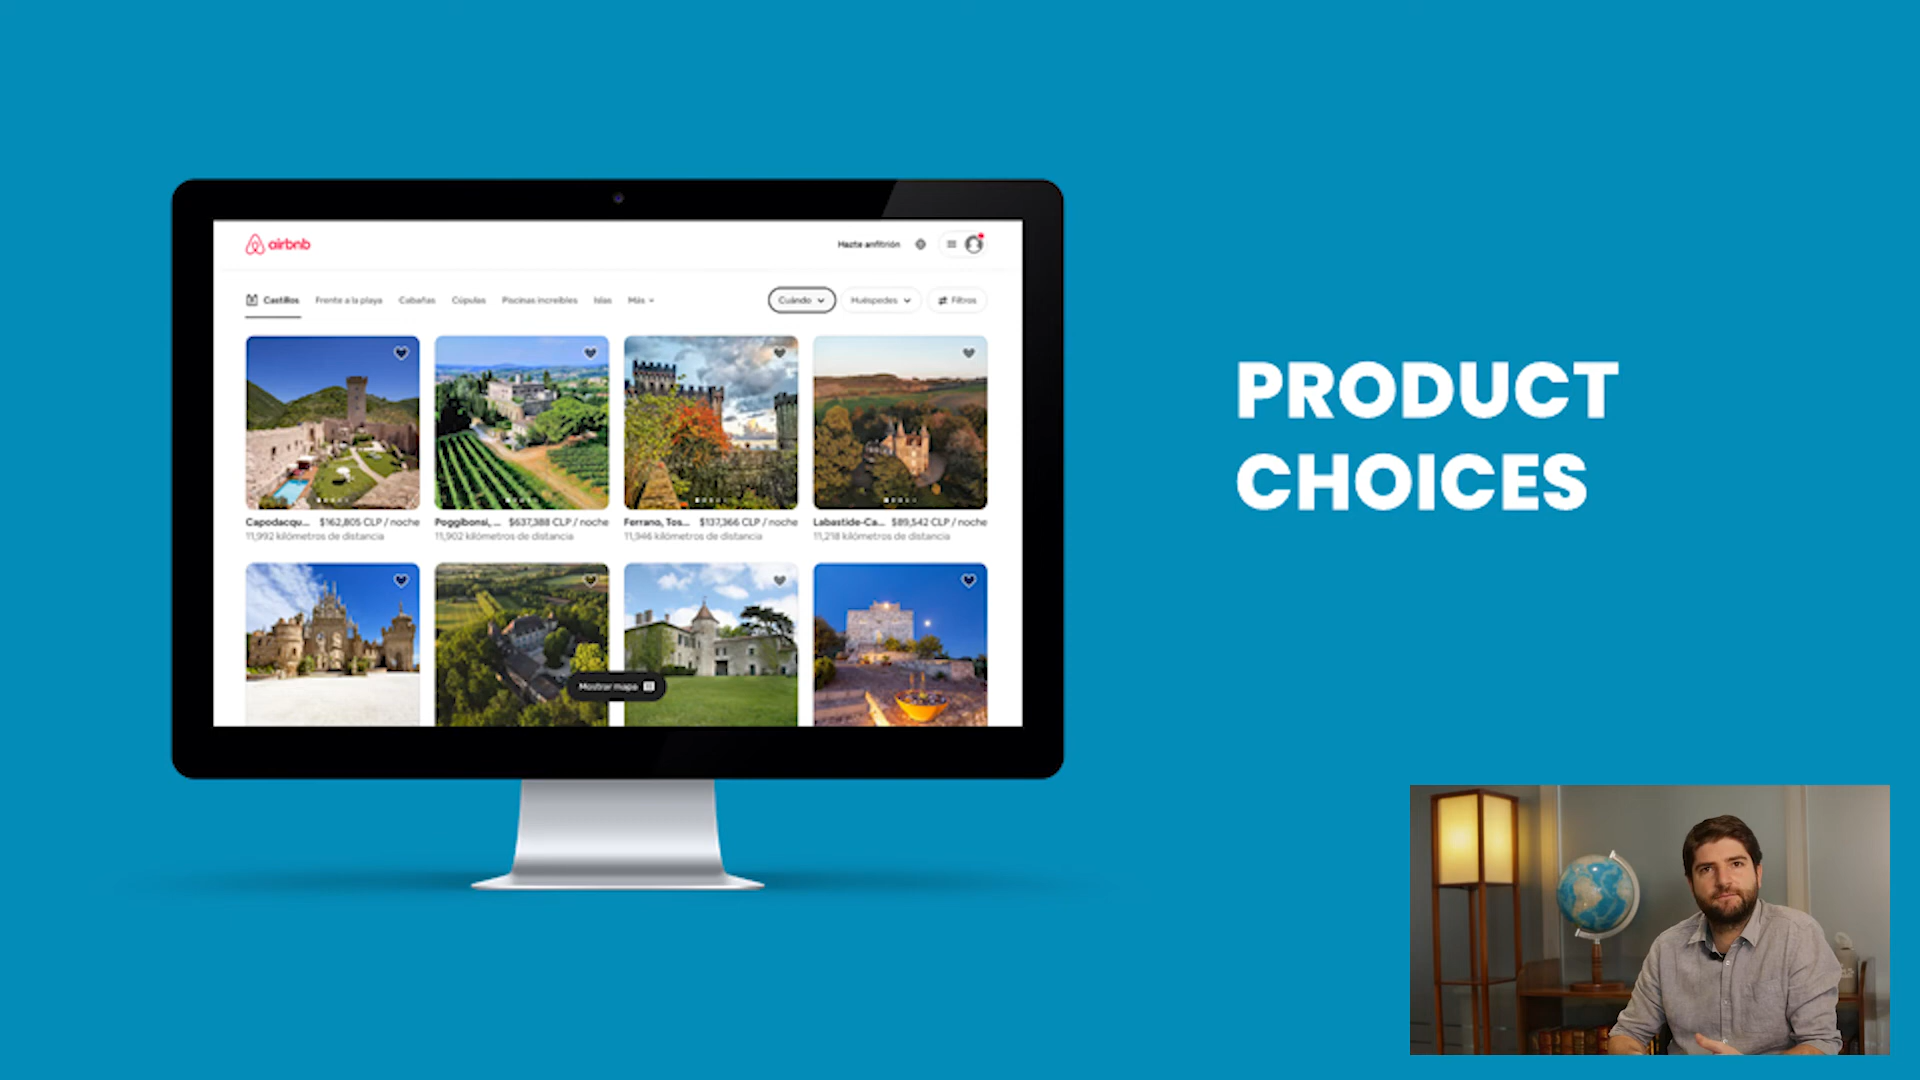 airbnb
Hazte anfitrión
Castillos Frente a la playa Cabañas Cúpulas Piscinas increíbles Islas Más
Cuándo Huéspedes Filtros
Capodacqu... $162,805 CLP / noche
11,992 kilómetros de distancia
Poggibonsi, ... $637,388 CLP / noche
11,902 kilómetros de distancia
Ferrano, Tos... $137,366 CLP / noche
11,946 kilómetros de distancia
Labastide-Ca... $89,542 CLP / noche
11,218 kilómetros de distancia
Mostrar mapa
PRODUCT
CHOICES